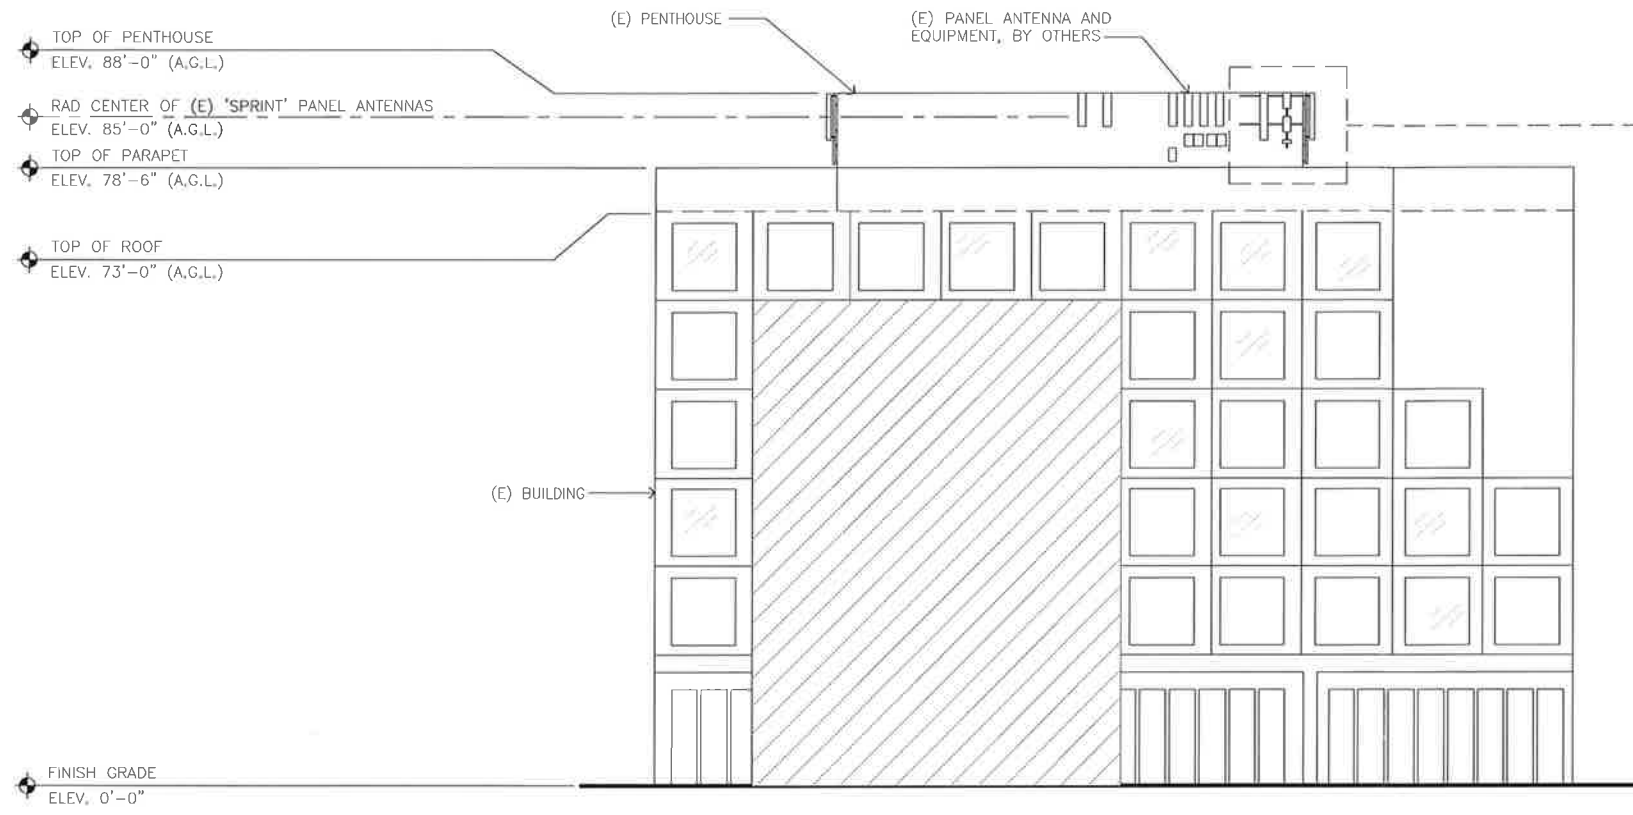 (E) PENTHOUSE
(E) PANEL ANTENNA AND
EQUIPMENT, BY OTHERS
TOP OF PENTHOUSE
ELEV. 88'-0" (A.G.L.)
RAD CENTER OF (E) 'SPRINT' PANEL ANTENNAS
ELEV. 85'-0" (A.G.L.)
TOP OF PARAPET
ELEV. 78'-6" (A.G.L.)
TOP OF ROOF
ELEV. 73'-0" (A.G.L.)
(E) BUILDING
FINISH GRADE
ELEV. 0'-0"